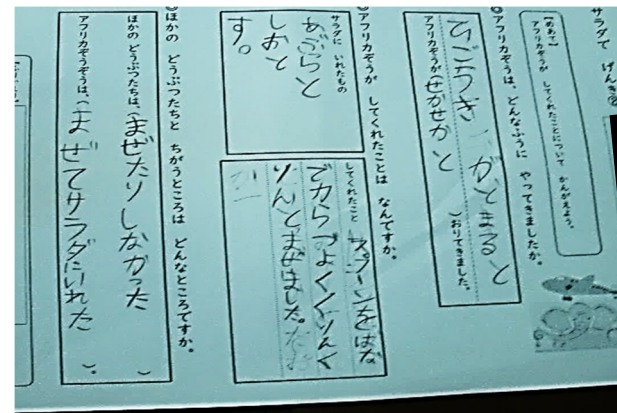 サラダで げんき②
【めあて】
アフリカぞうが してくれたことについて かんがえよう。
◎アフリカぞうは、どんなふうに やってきましたか。
ひこうき がとまると
アフリカぞうが(せかせかと )おりてきました。
◎アフリカぞうが してくれたことは なんですか。
サラダに いれたもの
あぶらと
しおと
す。
してくれたこと
スプーンをはな
でからつよくくりんく
りんとまぜました。
◎ほかの どうぶつたちと ちがうところは どんなところですか。
ほかの どうぶつたちは、(まぜたりしなかった )
アフリカぞうは、(まぜてサラダにいれた )。